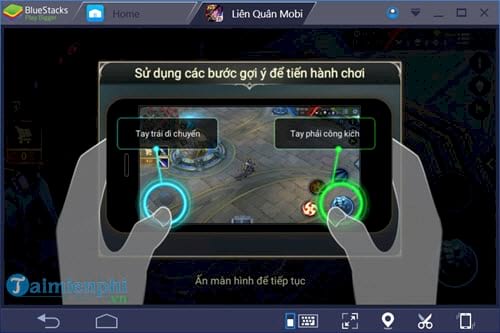 BlueStacks
Play Bigger
Home
Liên Quân Mobi
Sử dụng các bước gợi ý để tiến hành chơi
Tay trái di chuyển
Tay phải công kích
Ấn màn hình để tiếp tục
Taimienphi
.vn